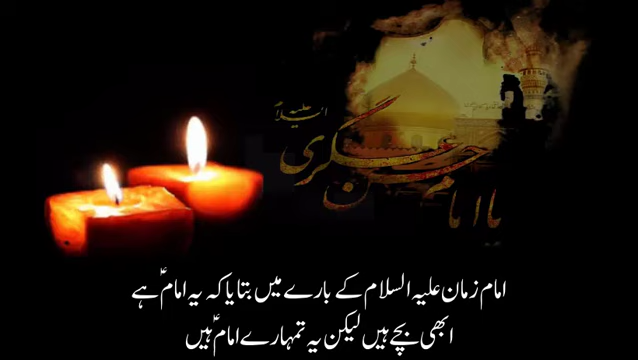 یا امام حسن عسکری
علیہ السلام
امام زمان علیہ السلام کے بارے میں بتایا کہ یہ امامؑ ہے
ابھی بچے ہیں لیکن یہ تمہارے امامؑ ہیں